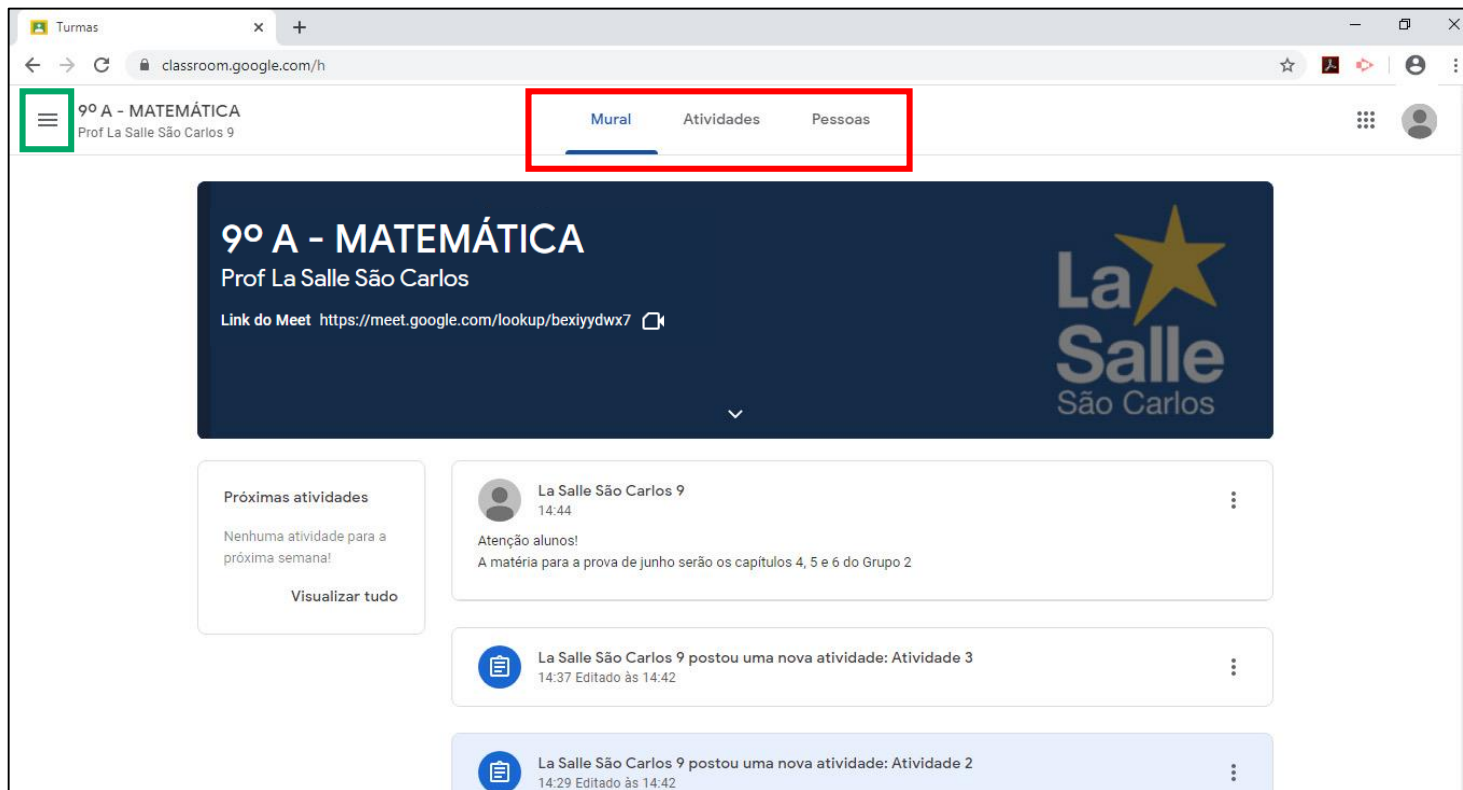 Turmas
classroom.google.com/h
9º A - MATEMÁTICA
Prof La Salle São Carlos 9
Mural Atividades Pessoas
9º A - MATEMÁTICA
Prof La Salle São Carlos
Link do Meet https://meet.google.com/lookup/bexiyydwx7
La
Salle
São Carlos
Próximas atividades
Nenhuma atividade para a
próxima semana!
Visualizar tudo
La Salle São Carlos 9
14:44
Atenção alunos!
A matéria para a prova de junho serão os capítulos 4, 5 e 6 do Grupo 2
La Salle São Carlos 9 postou uma nova atividade: Atividade 3
14:37 Editado às 14:42
La Salle São Carlos 9 postou uma nova atividade: Atividade 2
14:29 Editado às 14:42